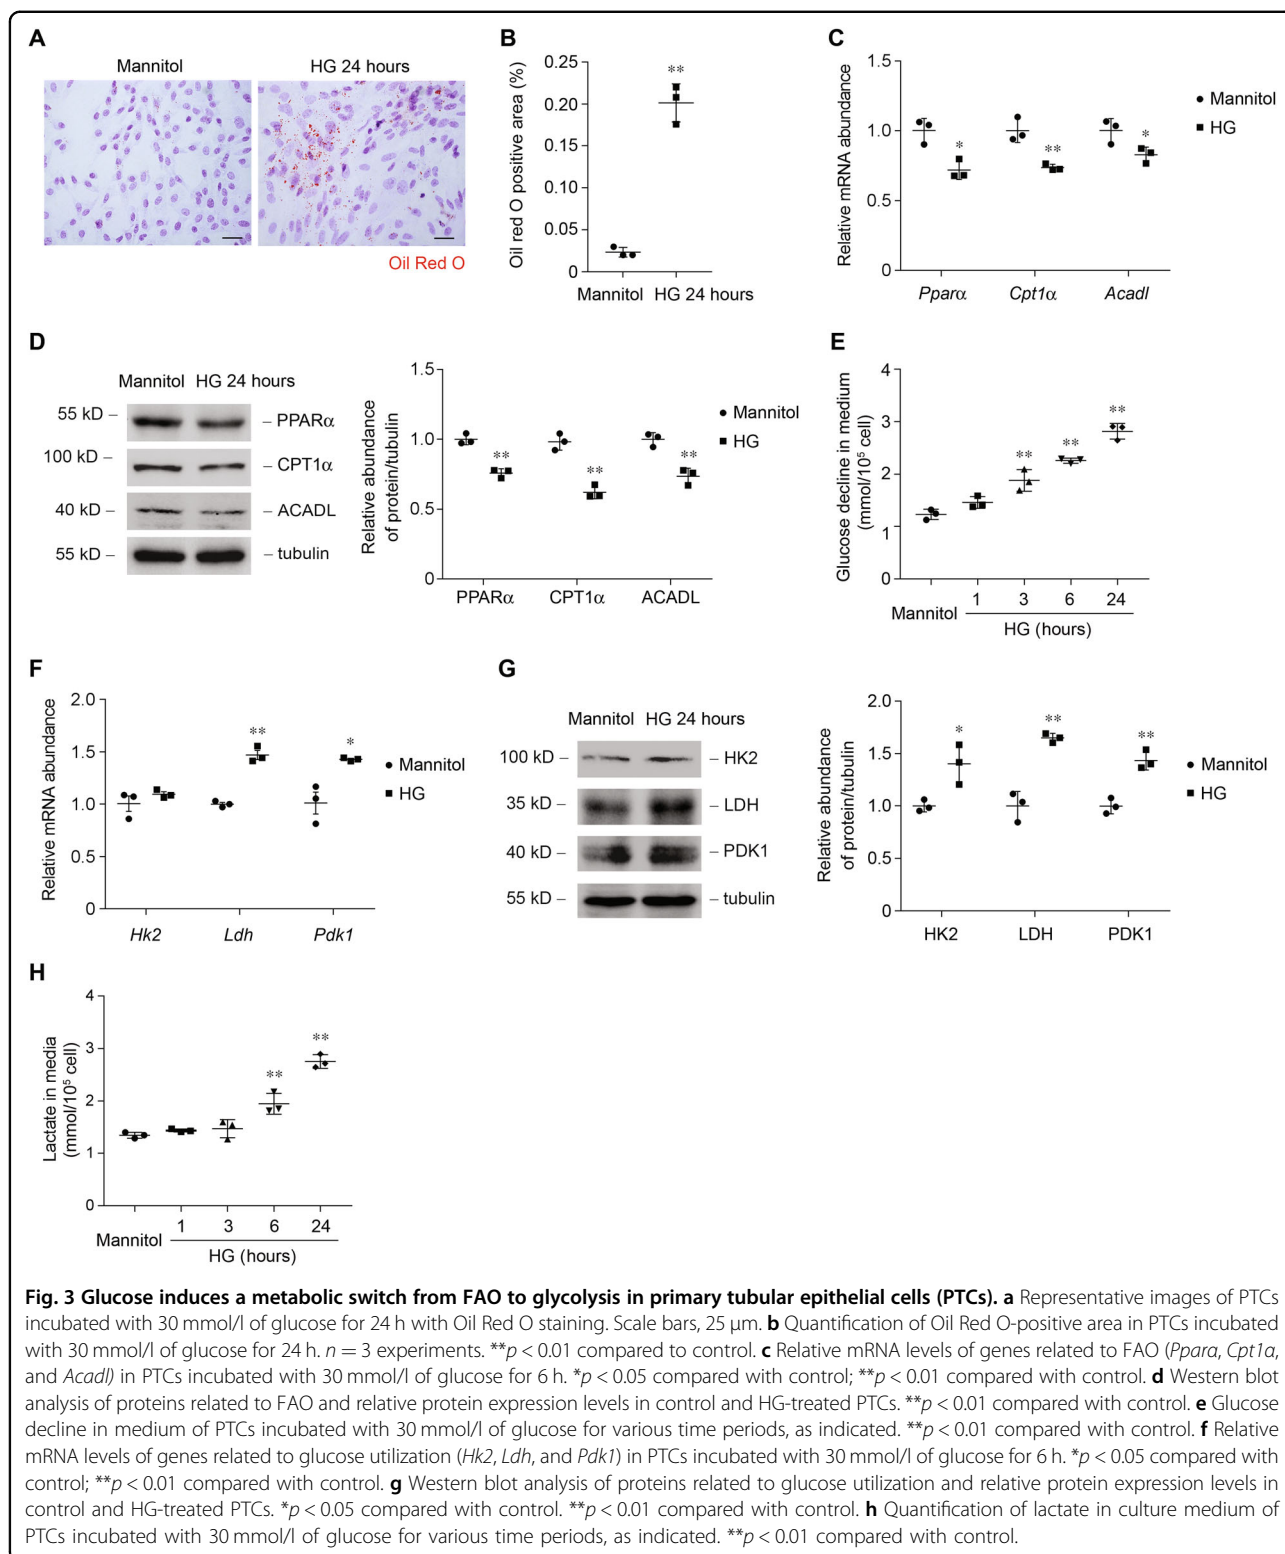 A
Mannitol
HG 24 hours
Oil Red O
B
Oil red O positive area (%)
0.25
0.20
0.15
0.10
0.05
0
**
Mannitol HG 24 hours
C
Relative mRNA abundance
1.5
1.0
0.5
0
*
**
*
Pparα Cpt1α Acadl
Mannitol
HG
D
Mannitol HG 24 hours
55 kD – – PPARα
100 kD – – CPT1α
40 kD – – ACADL
55 kD – – tubulin
Relative abundance
of protein/tubulin
1.5
1.0
0.5
0
**
**
**
PPARα CPT1α ACADL
Mannitol
HG
E
Glucose decline in medium
(mmol/10⁵ cell)
4
3
2
1
0
**
**
**
Mannitol 1 3 6 24
HG (hours)
F
Relative mRNA abundance
2.0
1.5
1.0
0.5
0
**
*
Hk2 Ldh Pdk1
Mannitol
HG
G
Mannitol HG 24 hours
100 kD – – HK2
35 kD – – LDH
40 kD – – PDK1
55 kD – – tubulin
Relative abundance
of protein/tubulin
2.0
1.5
1.0
0.5
0
*
**
**
HK2 LDH PDK1
Mannitol
HG
H
Lactate in media
(mmol/10⁵ cell)
4
3
2
1
0
**
**
Mannitol 1 3 6 24
HG (hours)
Fig. 3 Glucose induces a metabolic switch from FAO to glycolysis in primary tubular epithelial cells (PTCs). a Representative images of PTCs
incubated with 30 mmol/l of glucose for 24 h with Oil Red O staining. Scale bars, 25 μm. b Quantification of Oil Red O-positive area in PTCs incubated
with 30 mmol/l of glucose for 24 h. n = 3 experiments. **p < 0.01 compared to control. c Relative mRNA levels of genes related to FAO (Ppara, Cpt1a,
and Acadl) in PTCs incubated with 30 mmol/l of glucose for 6 h. *p < 0.05 compared with control; **p < 0.01 compared with control. d Western blot
analysis of proteins related to FAO and relative protein expression levels in control and HG-treated PTCs. **p < 0.01 compared with control. e Glucose
decline in medium of PTCs incubated with 30 mmol/l of glucose for various time periods, as indicated. **p < 0.01 compared with control. f Relative
mRNA levels of genes related to glucose utilization (Hk2, Ldh, and Pdk1) in PTCs incubated with 30 mmol/l of glucose for 6 h. *p < 0.05 compared with
control; **p < 0.01 compared with control. g Western blot analysis of proteins related to glucose utilization and relative protein expression levels in
control and HG-treated PTCs. *p < 0.05 compared with control. **p < 0.01 compared with control. h Quantification of lactate in culture medium of
PTCs incubated with 30 mmol/l of glucose for various time periods, as indicated. **p < 0.01 compared with control.